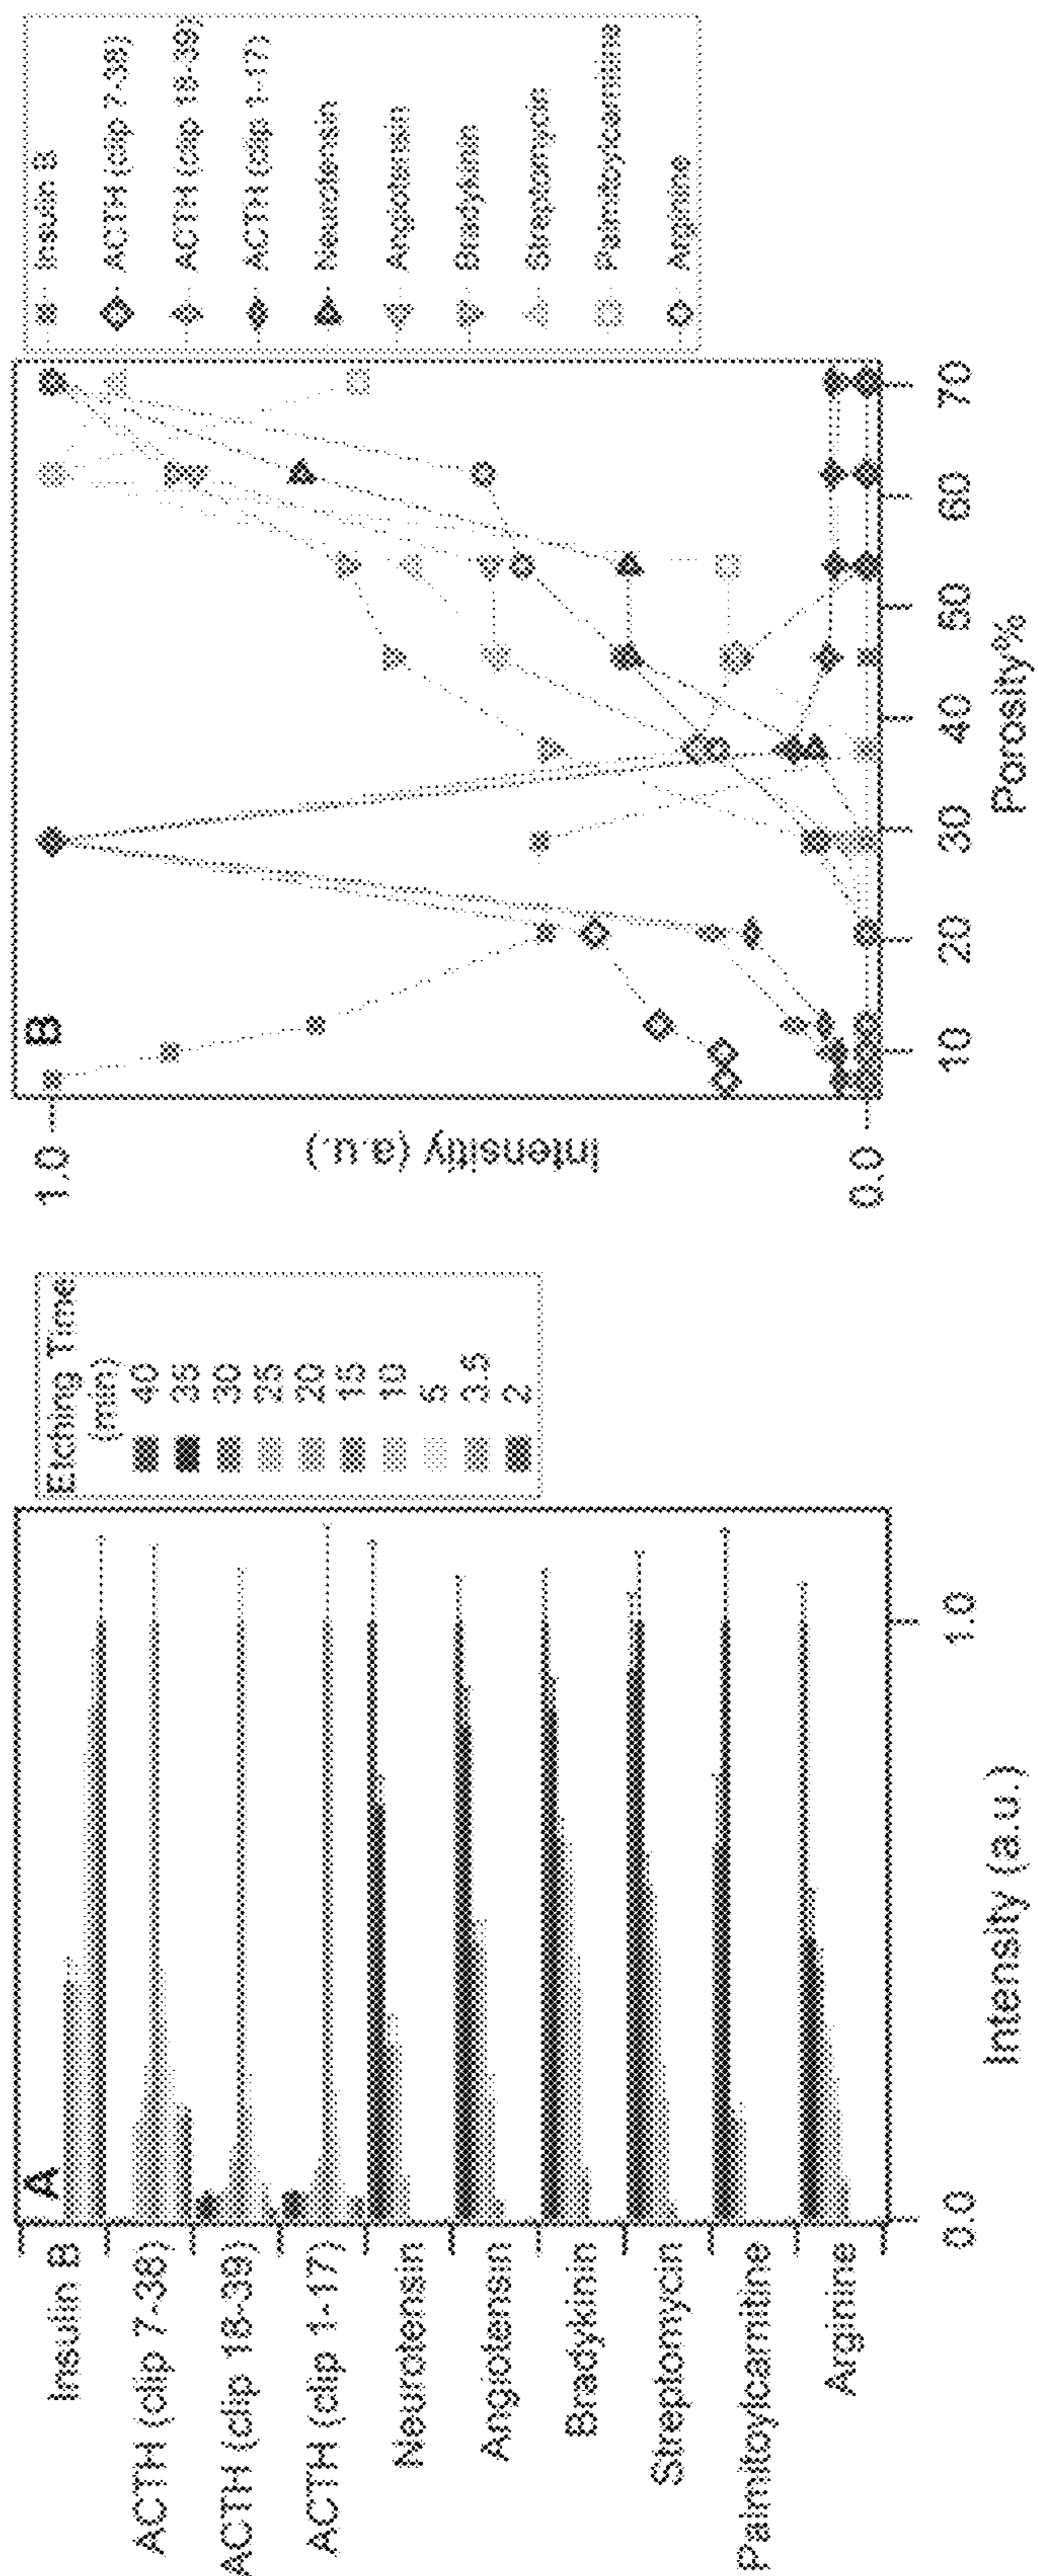 A
Insulin B
ACTH (clip 7-38)
ACTH (clip 18-39)
ACTH (clip 1-17)
Neurotensin
Angiotensin
Bradykinin
Streptomycin
Palmitoylcarnitine
Arginine
0.0
1.0
Intensity (a.u.)
Etching Time
(min)
40
35
30
25
20
15
10
5
3.5
2
B
1.0
0.0
Intensitiy (a.u.)
10
20
30
40
50
60
70
Porosity%
Insulin B
ACTH (clip 7-38)
ACTH (clip 18-39)
ACTH (clip 1-17)
Neurotensin
Angiotensin
Bradykinin
Streptomycin
Palmitoylcarnitine
Arginine